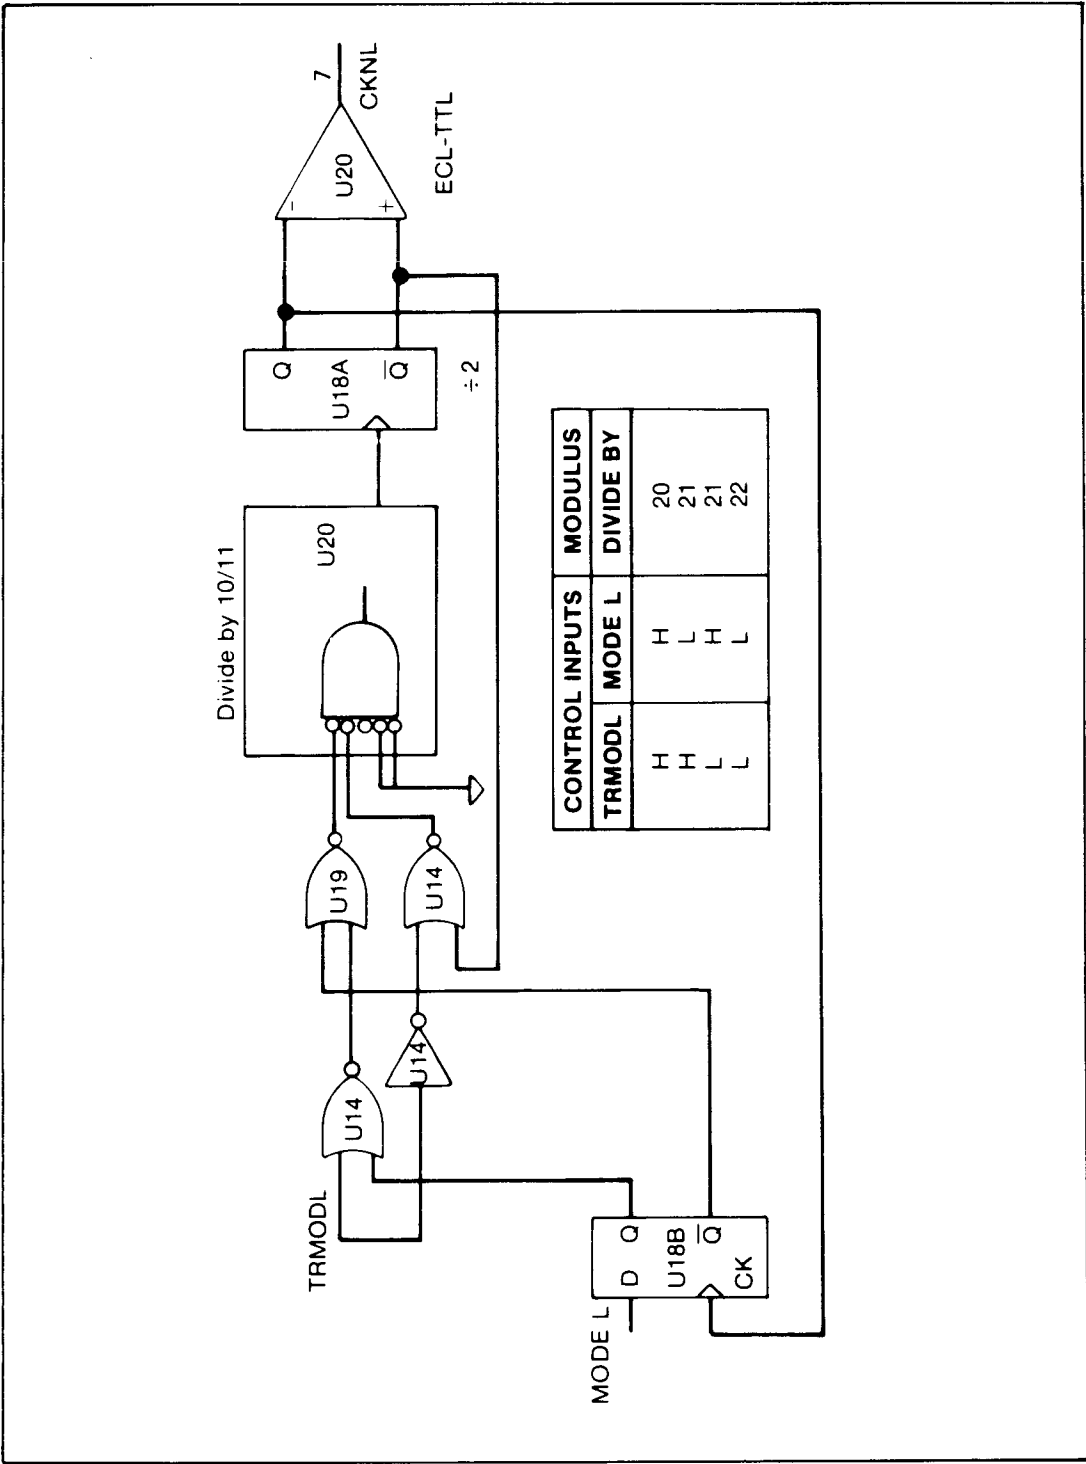 Divide by 10/11
U19
U14
U20
U18A
Q
Q
÷2
U20
-
+
7
CKNL
ECL-TTL
TRMODL
U14
U14
MODE L
D
Q
U18B
Q
CK
CONTROL INPUTS MODULUS
TRMODL MODE L DIVIDE BY
H H 20
H L 21
L H 21
L L 22